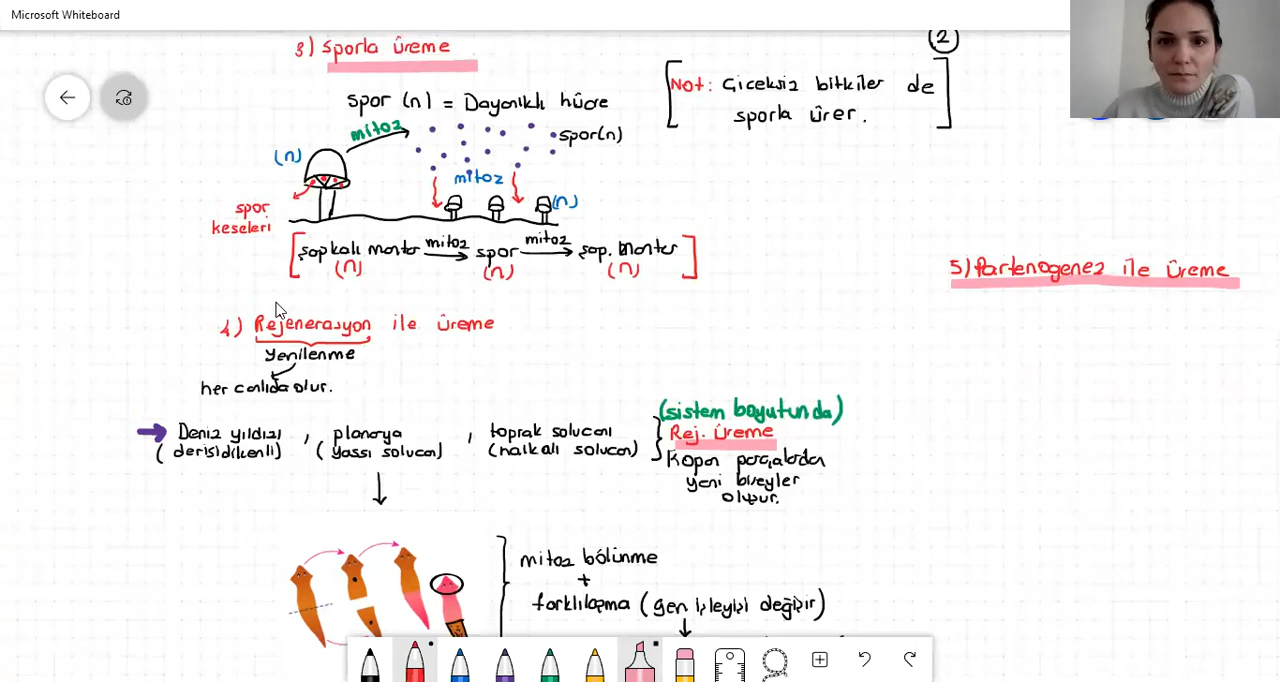 Microsoft Whiteboard
3) Sporla üreme
spor (n) = Dayanıklı hücre
mitoz
spor(n)
(n)
mitoz
(n)
spor
keseleri
[şapkalı mantar mitoz spor mitoz şap. mantar]
(n) (n) (n)
4) Rejenerasyon ile üreme
yenilenme
her canlıda olur.
Deniz yıldızı , planarya , toprak solucanı
(derisidikenli) (yassı solucan) (halkalı solucan)
(sistem boyutunda)
Rej. üreme
Kopan parçalardan
yeni bireyler
oluşur.
mitoz bölünme
+
farklılaşma (gen işleyişi değişir)
(2)
[Not: Çiçeksiz bitkiler de
sporla ürer.]
5) Partenogenez ile üreme